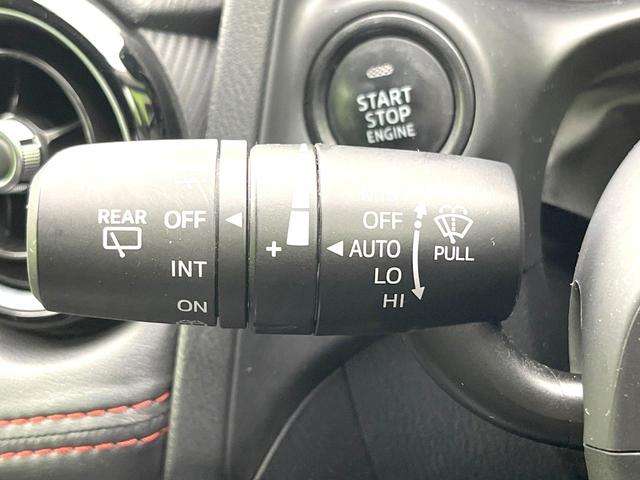 START
STOP
ENGINE
REAR
OFF
INT
ON
+
OFF
AUTO
LO
HI
PULL